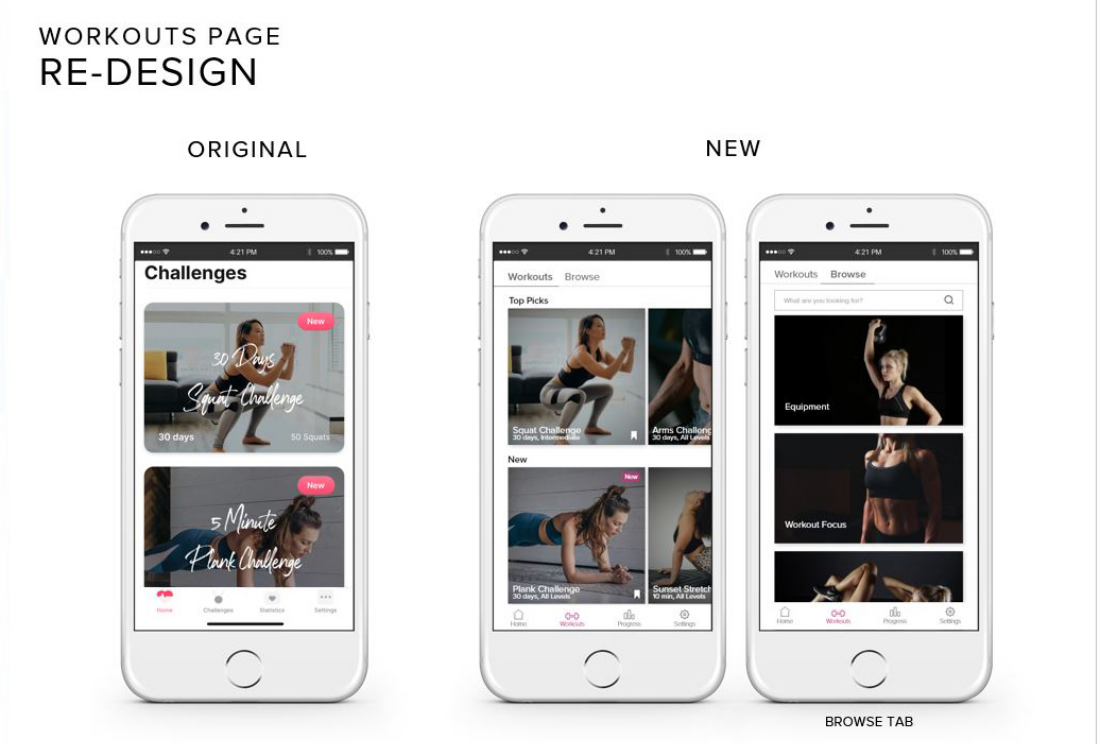 WORKOUTS PAGE
RE-DESIGN
ORIGINAL
4:21 PM
100%
Challenges
New
30 Days
Squat Challenge
30 days
50 Squats
New
5 Minute
Plank Challenge
Home
Challenges
Statistics
Settings
NEW
4:21 PM
100%
Workouts
Browse
Top Picks
Squat Challenge
30 days, Intermediate
Arms Challeng
30 days, All Levels
New
New
Plank Challenge
30 days, All Levels
Sunset Stretch
10 min, All Levels
Home
Workouts
Progress
Settings
4:21 PM
100%
Workouts
Browse
What are you looking for?
Equipment
Workout Focus
Home
Workouts
Progress
Settings
BROWSE TAB